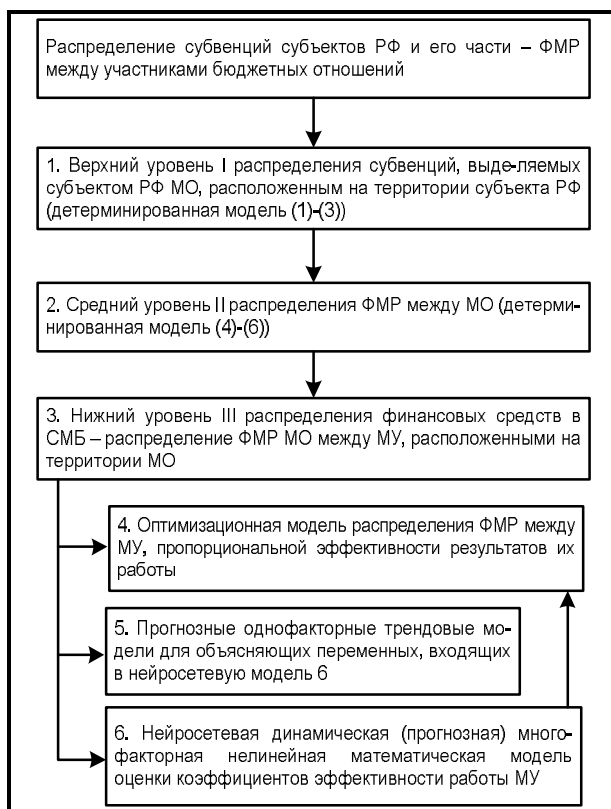 Распределение субвенций субъектов РФ и его части – ФМР
между участниками бюджетных отношений
1. Верхний уровень I распределения субвенций, выде-ляемых
субъектом РФ МО, расположенным на территории субъекта РФ
(детерминированная модель (1)-(3))
2. Средний уровень II распределения ФМР между МО (детерми-
нированная модель (4)-(6))
3. Нижний уровень III распределения финансовых средств в
СМБ – распределение ФМР МО между МУ, расположенными на
территории МО
4. Оптимизационная модель распределения ФМР между
МУ, пропорциональной эффективности результатов их
работы
5. Прогнозные однофакторные трендовые мо-
дели для объясняющих переменных, входящих
в нейросетевую модель 6
6. Нейросетевая динамическая (прогнозная) много-
факторная нелинейная математическая модель
оценки коэффициентов эффективности работы МУ